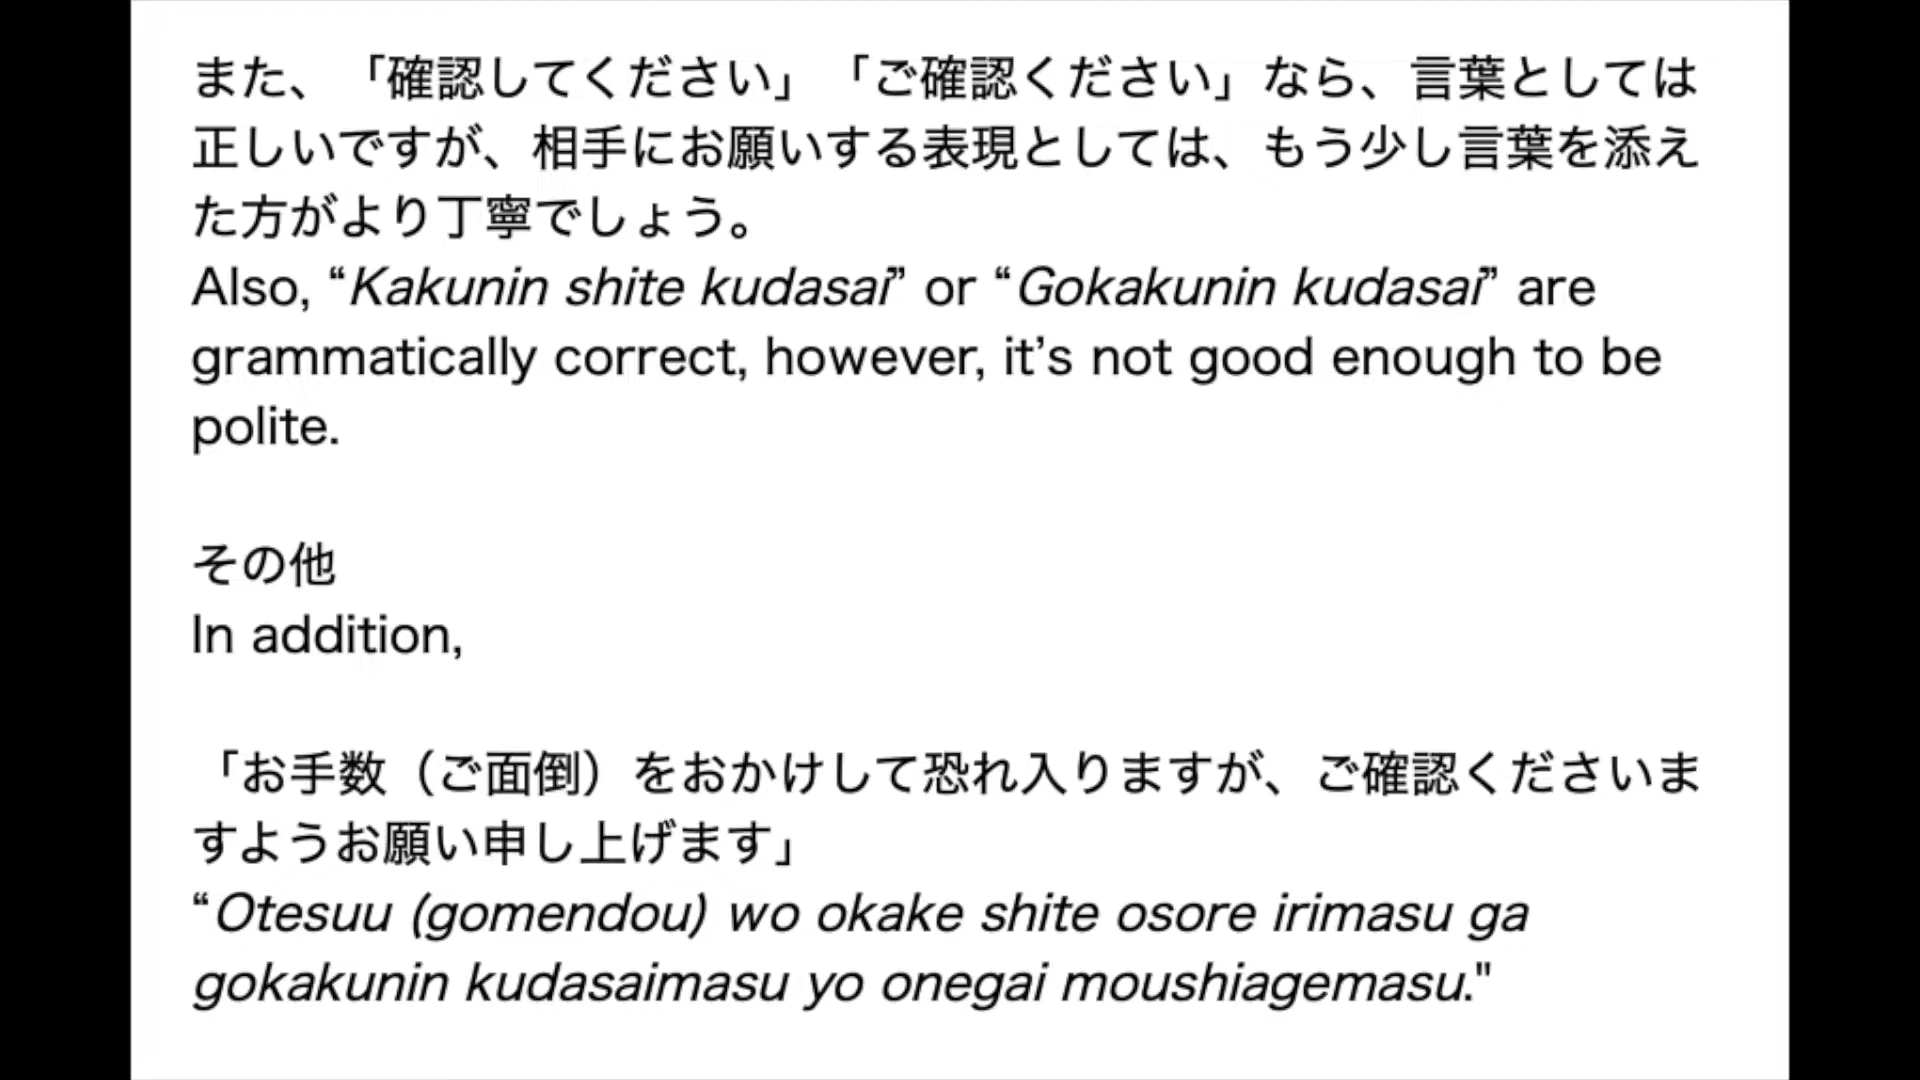 また、「確認してください」「ご確認ください」なら、言葉としては
正しいですが、相手にお願いする表現としては、もう少し言葉を添え
た方がより丁寧でしょう。
Also, “Kakunin shite kudasai” or “Gokakunin kudasai” are
grammatically correct, however, it’s not good enough to be
polite.
その他
In addition,
「お手数（ご面倒）をおかけして恐れ入りますが、ご確認くださいま
すようお願い申し上げます」
“Otesuu (gomendou) wo okake shite osore irimasu ga
gokakunin kudasaimasu yo onegai moushiagemasu."